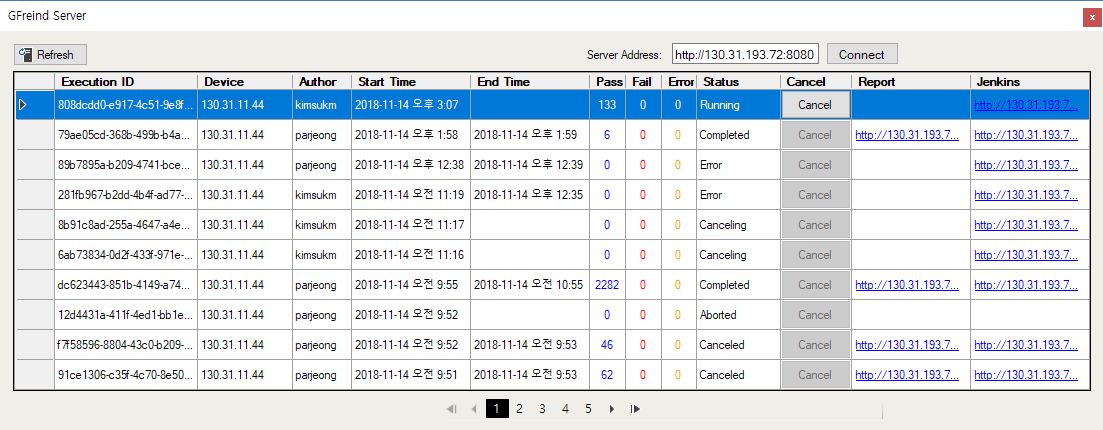 GFreind Server
x
Refresh Server Address: http://130.31.193.72:8080 Connect
Execution ID Device Author Start Time End Time Pass Fail Error Status Cancel Report Jenkins
808dcdd0-e917-4c51-9e8f... 130.31.11.44 kimsukm 2018-11-14 오후 3:07 133 0 0 Running Cancel http://130.31.193.7...
79ae05cd-368b-499b-b4a... 130.31.11.44 parjeong 2018-11-14 오후 1:58 2018-11-14 오후 1:59 6 0 0 Completed Cancel http://130.31.193.7... http://130.31.193.7...
89b7895a-b209-4741-bce... 130.31.11.44 parjeong 2018-11-14 오후 12:38 2018-11-14 오후 12:39 0 0 0 Error Cancel http://130.31.193.7...
281fb967-b2dd-4b4f-ad77-... 130.31.11.44 kimsukm 2018-11-14 오전 11:19 2018-11-14 오후 12:35 0 0 0 Error Cancel http://130.31.193.7...
8b91c8ad-255a-4647-a4e... 130.31.11.44 kimsukm 2018-11-14 오전 11:17 0 0 0 Canceling Cancel http://130.31.193.7...
6ab73834-0d2f-433f-971e-... 130.31.11.44 kimsukm 2018-11-14 오전 11:16 0 0 0 Canceling Cancel http://130.31.193.7...
dc623443-851b-4149-a74... 130.31.11.44 parjeong 2018-11-14 오전 9:55 2018-11-14 오전 10:55 2282 0 0 Completed Cancel http://130.31.193.7... http://130.31.193.7...
12d4431a-411f-4ed1-bb1e... 130.31.11.44 parjeong 2018-11-14 오전 9:52 0 0 0 Aborted Cancel
f7f58596-8804-43c0-b209-... 130.31.11.44 parjeong 2018-11-14 오전 9:52 2018-11-14 오전 9:53 46 0 0 Canceled Cancel http://130.31.193.7... http://130.31.193.7...
91ce1306-c35f-4c70-8e50... 130.31.11.44 parjeong 2018-11-14 오전 9:51 2018-11-14 오전 9:53 62 0 0 Canceled Cancel http://130.31.193.7... http://130.31.193.7...
1 2 3 4 5